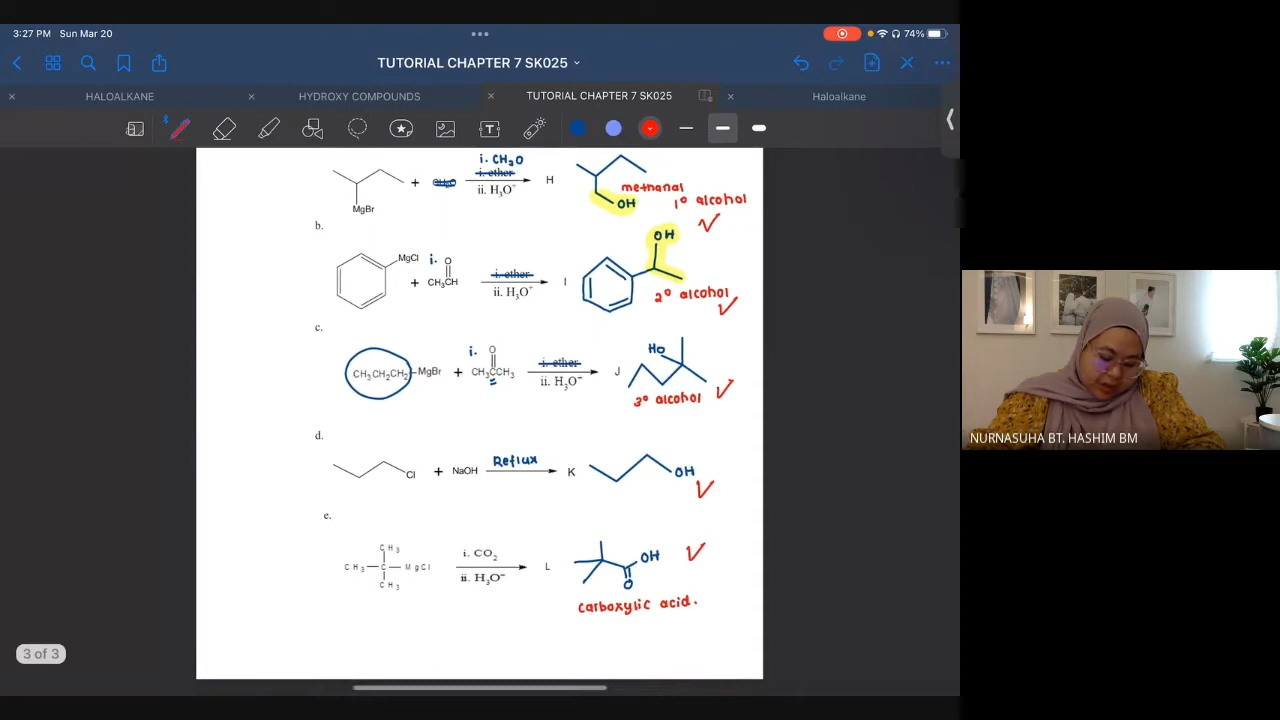 3:27 PM Sun Mar 20
74%
TUTORIAL CHAPTER 7 SK025
HALOALKANE
HYDROXY COMPOUNDS
TUTORIAL CHAPTER 7 SK025
Haloalkane
i. CH2O
i. ether
+ CH2O
ii. H3O+
H
methanal
OH
1° alcohol
MgBr
b.
OH
MgCl
i. O
+ CH3CH
i. ether
ii. H3O+
I
2° alcohol
c.
i. O
HO
CH3CH2CH2-MgBr + CH3CCH3
i. ether
ii. H3O+
J
3° alcohol
d.
Reflux
Cl
+ NaOH
K
OH
e.
CH3
CH3-C-MgCl
CH3
i. CO2
ii. H3O+
L
OH
O
carboxylic acid.
3 of 3
NURNASUHA BT. HASHIM BM